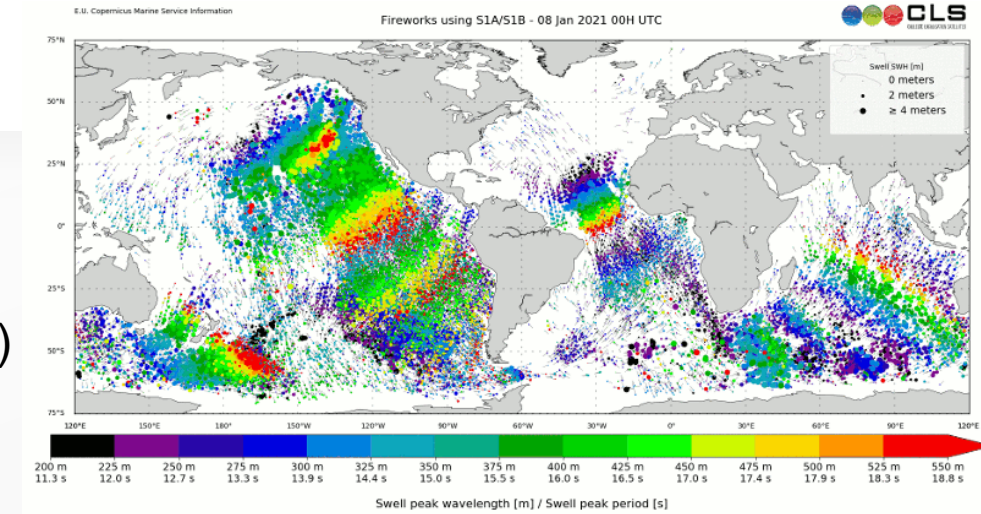 E.U. Copernicus Marine Service Information
Fireworks using S1A/S1B - 08 Jan 2021 00H UTC
CLS
Swell SWH [m]
0 meters
2 meters
≥ 4 meters
75°N
50°N
25°N
0°
25°S
50°S
75°S
)
120°E 150°E 180° 150°W 120°W 90°W 60°W 30°W 0° 30°E 60°E 90°E 120°E
200 m 225 m 250 m 275 m 300 m 325 m 350 m 375 m 400 m 425 m 450 m 475 m 500 m 525 m 550 m
11.3 s 12.0 s 12.7 s 13.3 s 13.9 s 14.4 s 15.0 s 15.5 s 16.0 s 16.5 s 17.0 s 17.4 s 17.9 s 18.3 s 18.8 s
Swell peak wavelength [m] / Swell peak period [s]